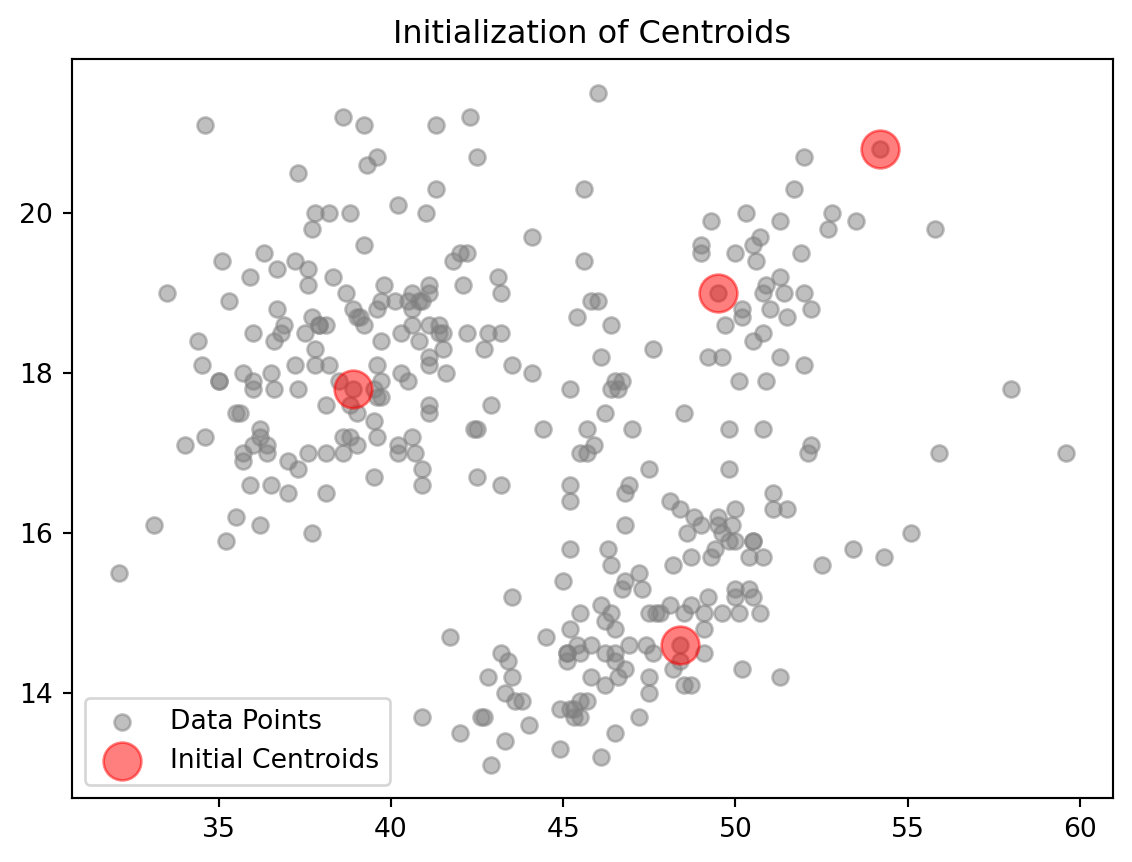 Initialization of Centroids
20
18
16
14
Data Points
Initial Centroids
35 40 45 50 55 60